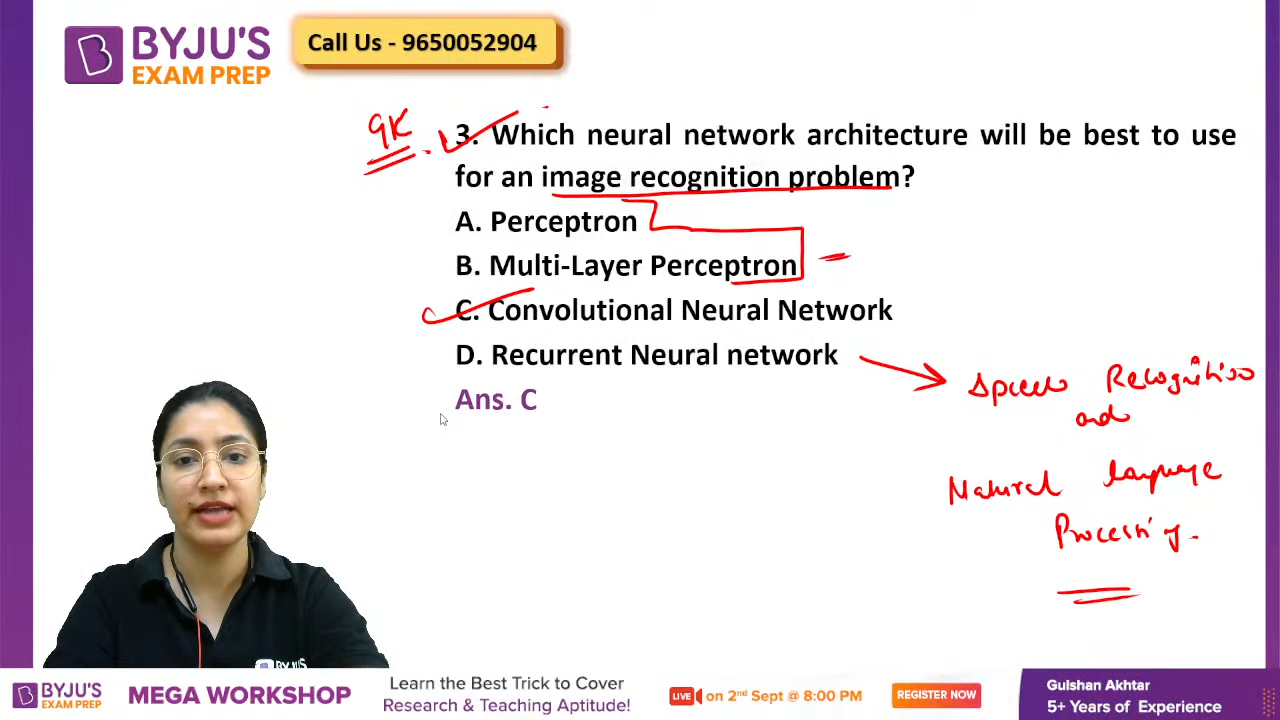 BYJU'S
EXAM PREP
Call Us - 9650052904
GK
3. Which neural network architecture will be best to use
for an image recognition problem?
A. Perceptron
B. Multi-Layer Perceptron
C. Convolutional Neural Network
D. Recurrent Neural network
Ans. C
Speech Recognition
and
Natural Language
Processing.
BYJU'S
BYJU'S
EXAM PREP
MEGA WORKSHOP
Learn the Best Trick to Cover
Research & Teaching Aptitude!
LIVE on 2nd Sept @ 8:00 PM
REGISTER NOW
Gulshan Akhtar
5+ Years of Experience